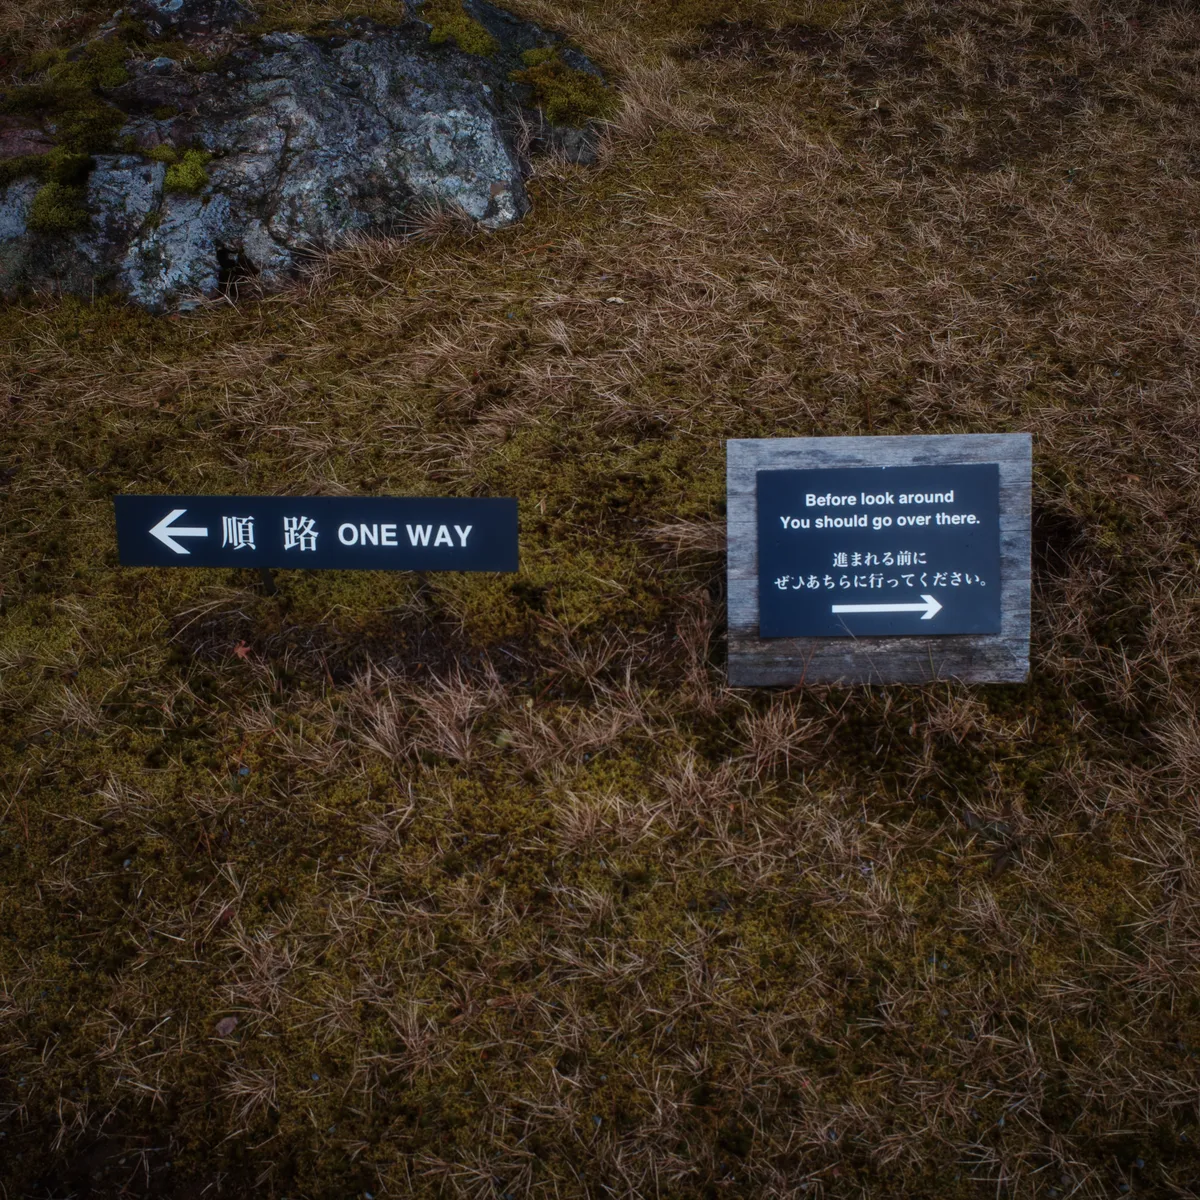 順路 ONE WAY
Before look around
You should go over there.
進まれる前に
ぜひあちらに行ってください。